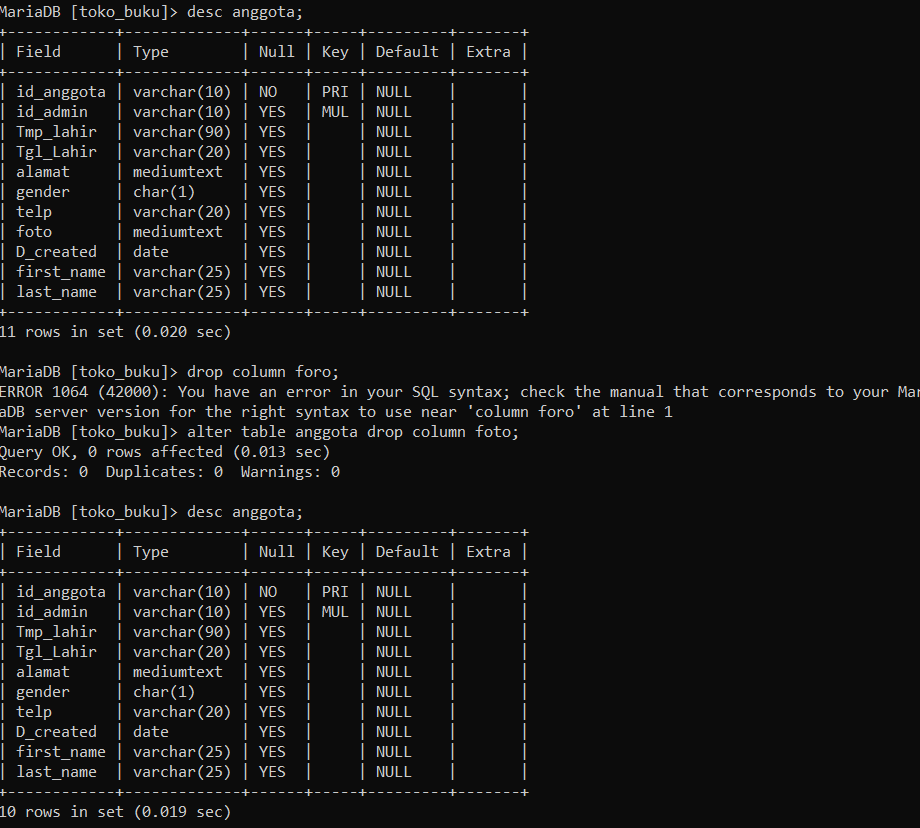 MariaDB [toko_buku]> desc anggota;
+------------+-------------+------+-----+---------+-------+
| Field      | Type        | Null | Key | Default | Extra |
+------------+-------------+------+-----+---------+-------+
| id_anggota | varchar(10) | NO   | PRI | NULL    |       |
| id_admin   | varchar(10) | YES  | MUL | NULL    |       |
| Tmp_lahir  | varchar(90) | YES  |     | NULL    |       |
| Tgl_Lahir  | varchar(20) | YES  |     | NULL    |       |
| alamat     | mediumtext  | YES  |     | NULL    |       |
| gender     | char(1)     | YES  |     | NULL    |       |
| telp       | varchar(20) | YES  |     | NULL    |       |
| foto       | mediumtext  | YES  |     | NULL    |       |
| D_created  | date        | YES  |     | NULL    |       |
| first_name | varchar(25) | YES  |     | NULL    |       |
| last_name  | varchar(25) | YES  |     | NULL    |       |
+------------+-------------+------+-----+---------+-------+
11 rows in set (0.020 sec)

MariaDB [toko_buku]> drop column foro;
ERROR 1064 (42000): You have an error in your SQL syntax; check the manual that corresponds to your Mar
aDB server version for the right syntax to use near 'column foro' at line 1
MariaDB [toko_buku]> alter table anggota drop column foto;
Query OK, 0 rows affected (0.013 sec)
Records: 0  Duplicates: 0  Warnings: 0

MariaDB [toko_buku]> desc anggota;
+------------+-------------+------+-----+---------+-------+
| Field      | Type        | Null | Key | Default | Extra |
+------------+-------------+------+-----+---------+-------+
| id_anggota | varchar(10) | NO   | PRI | NULL    |       |
| id_admin   | varchar(10) | YES  | MUL | NULL    |       |
| Tmp_lahir  | varchar(90) | YES  |     | NULL    |       |
| Tgl_Lahir  | varchar(20) | YES  |     | NULL    |       |
| alamat     | mediumtext  | YES  |     | NULL    |       |
| gender     | char(1)     | YES  |     | NULL    |       |
| telp       | varchar(20) | YES  |     | NULL    |       |
| D_created  | date        | YES  |     | NULL    |       |
| first_name | varchar(25) | YES  |     | NULL    |       |
| last_name  | varchar(25) | YES  |     | NULL    |       |
+------------+-------------+------+-----+---------+-------+
10 rows in set (0.019 sec)